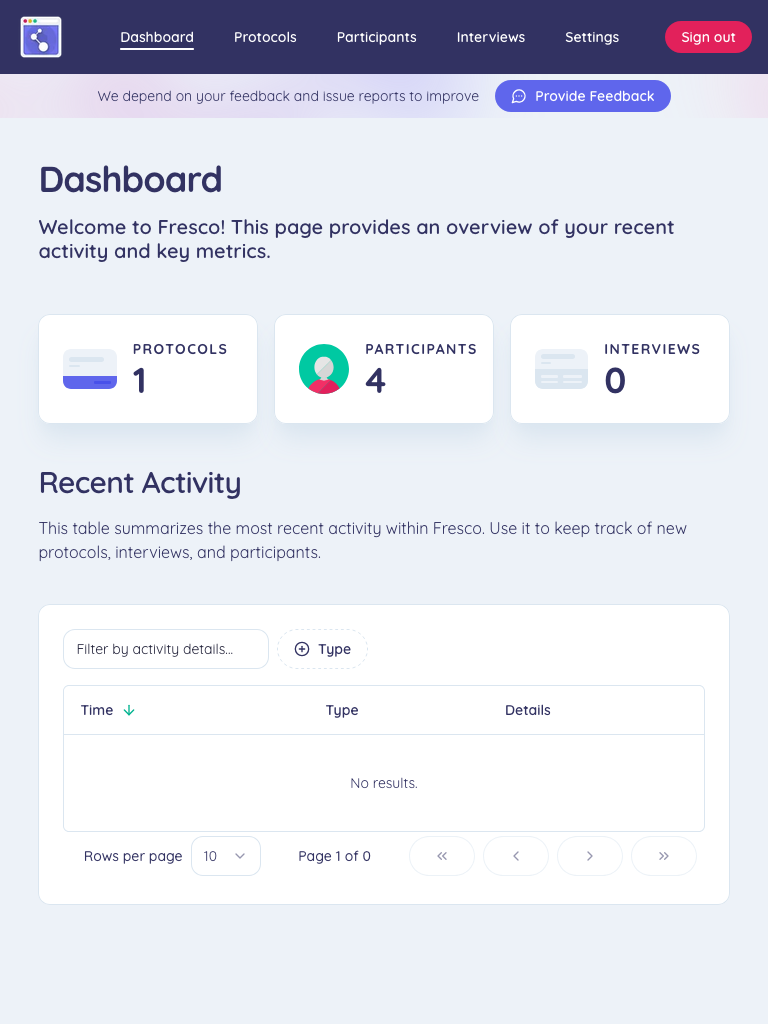 Dashboard Protocols Participants Interviews Settings Sign out
We depend on your feedback and issue reports to improve Provide Feedback
Dashboard
Welcome to Fresco! This page provides an overview of your recent
activity and key metrics.
PROTOCOLS
1
PARTICIPANTS
4
INTERVIEWS
0
Recent Activity
This table summarizes the most recent activity within Fresco. Use it to keep track of new
protocols, interviews, and participants.
Filter by activity details... Type
Time Type Details
No results.
Rows per page 10 Page 1 of 0